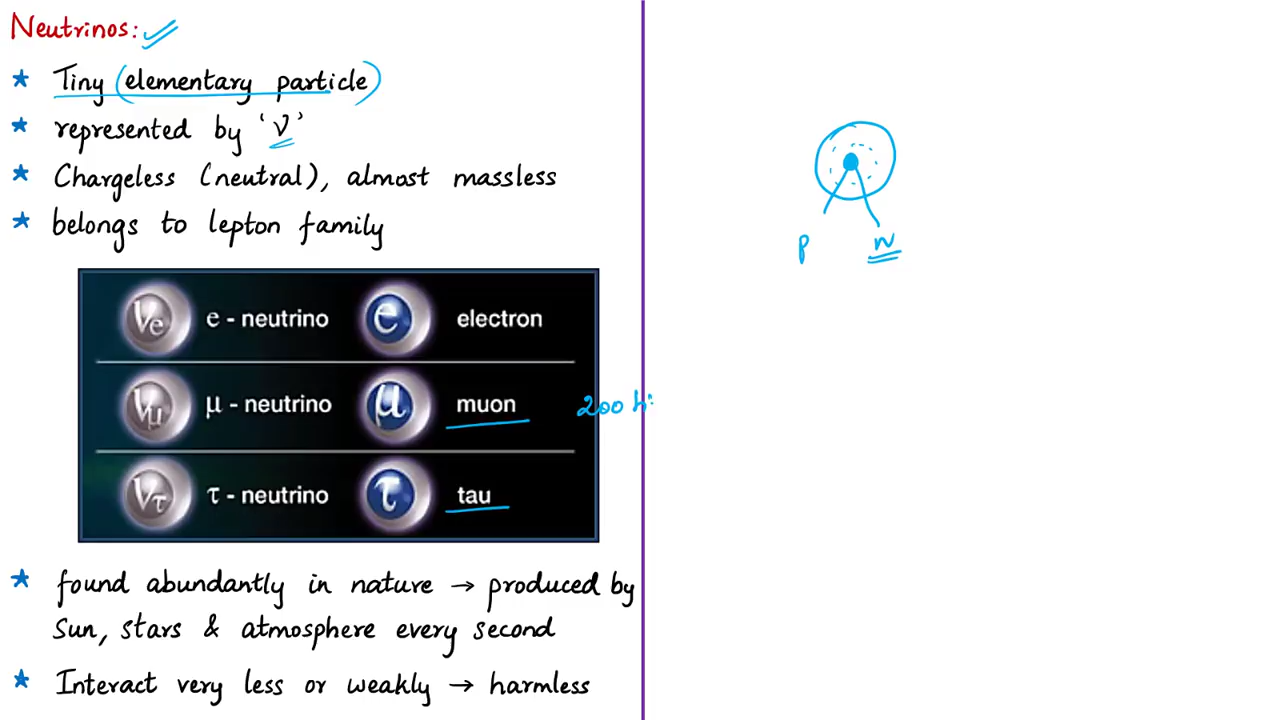 Neutrinos:
* Tiny (elementary particle)
* represented by 'ν'
* Chargeless (neutral), almost massless
* belongs to lepton family
νe e - neutrino e electron
νμ μ - neutrino μ muon
200
ντ τ - neutrino τ tau
* found abundantly in nature → produced by
Sun, stars & atmosphere every second
* Interact very less or weakly → harmless
P N